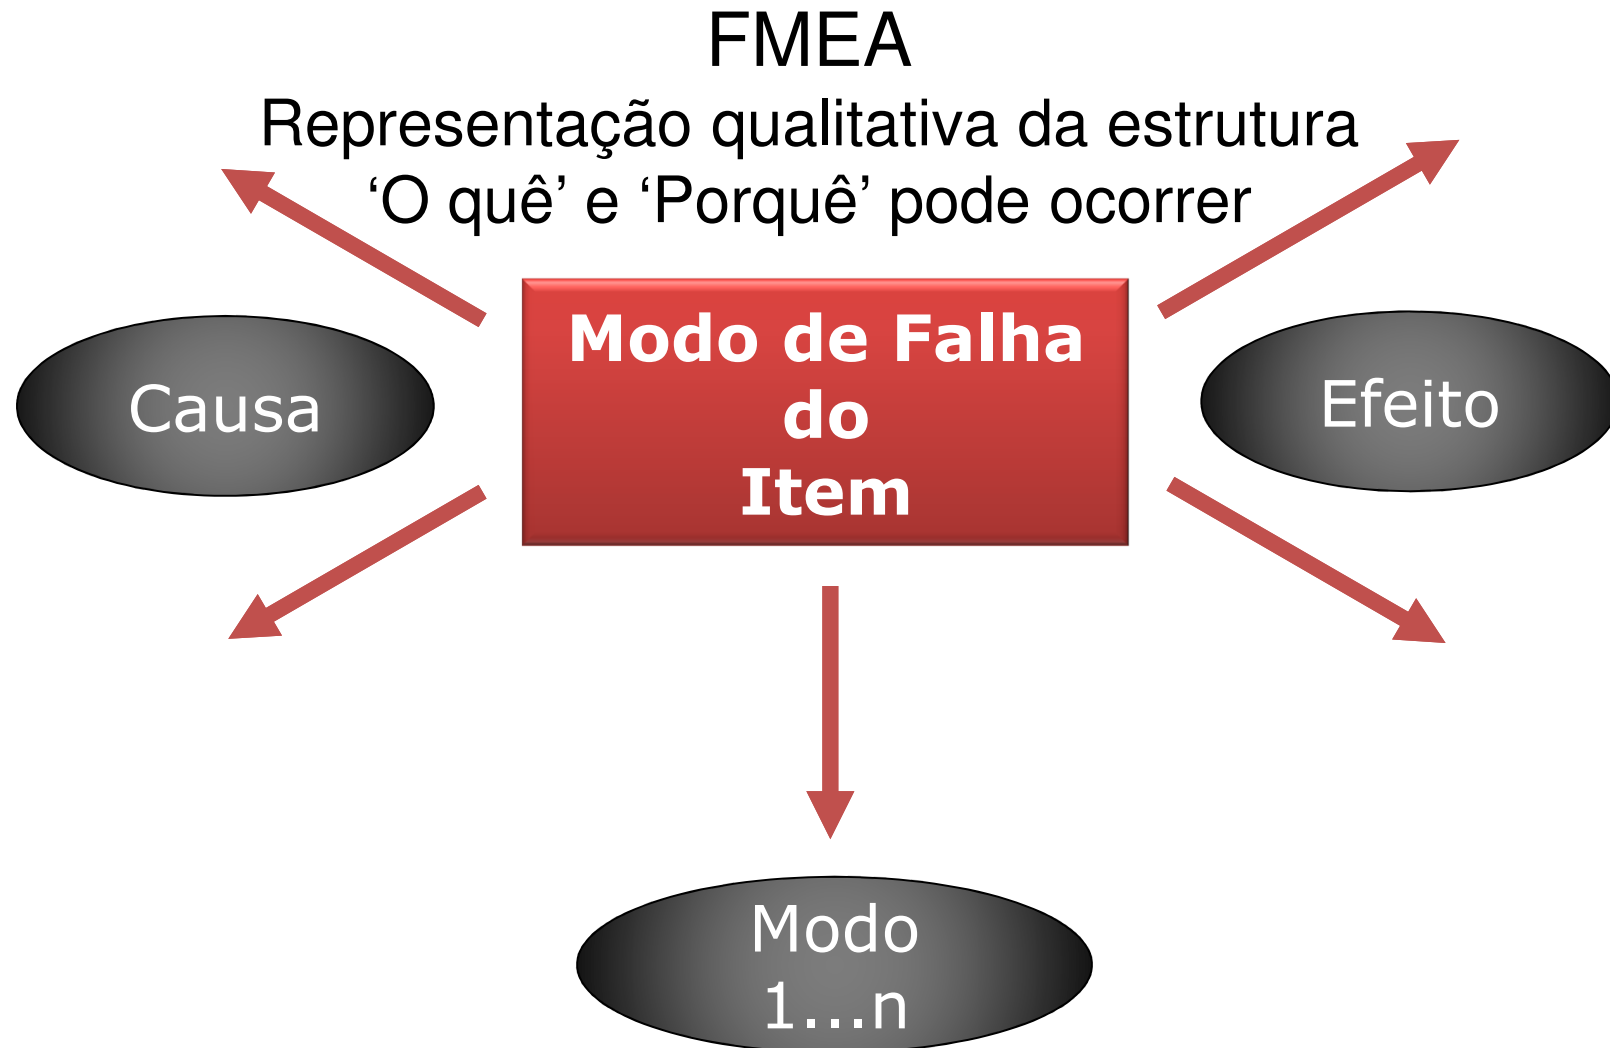 FMEA
Representação qualitativa da estrutura
‘O quê’ e ‘Porquê’ pode ocorrer
Modo de Falha
do
Item
Causa
Efeito
Modo
1...n